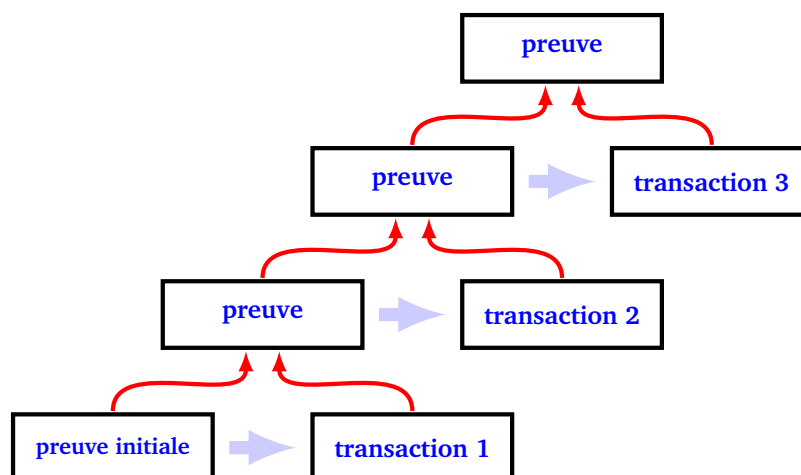 preuve
preuve
transaction 3
preuve
transaction 2
preuve initiale
transaction 1